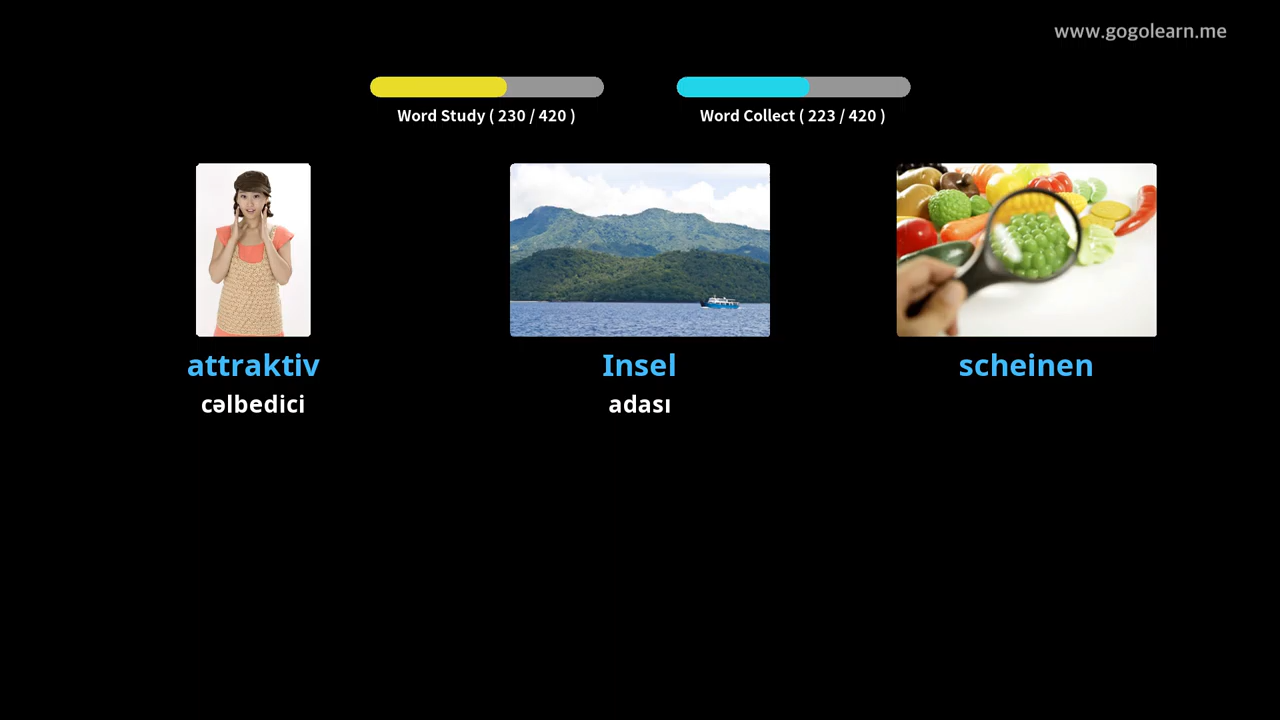 www.gogolearn.me
Word Study ( 230 / 420 )
Word Collect ( 223 / 420 )
attraktiv
Insel
scheinen
cəlbedici
adası